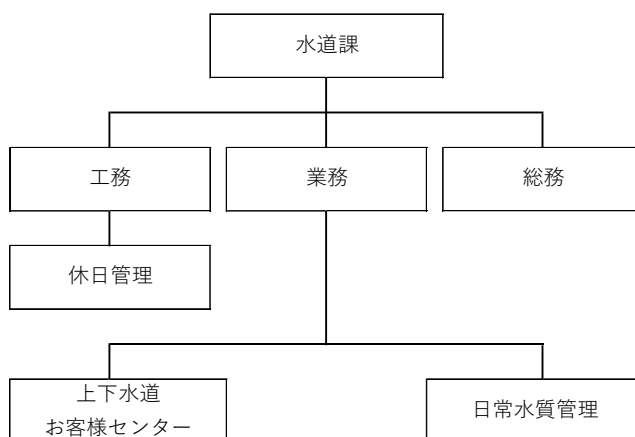 水道課
工務
業務
総務
休日管理
上下水道
お客様センター
日常水質管理